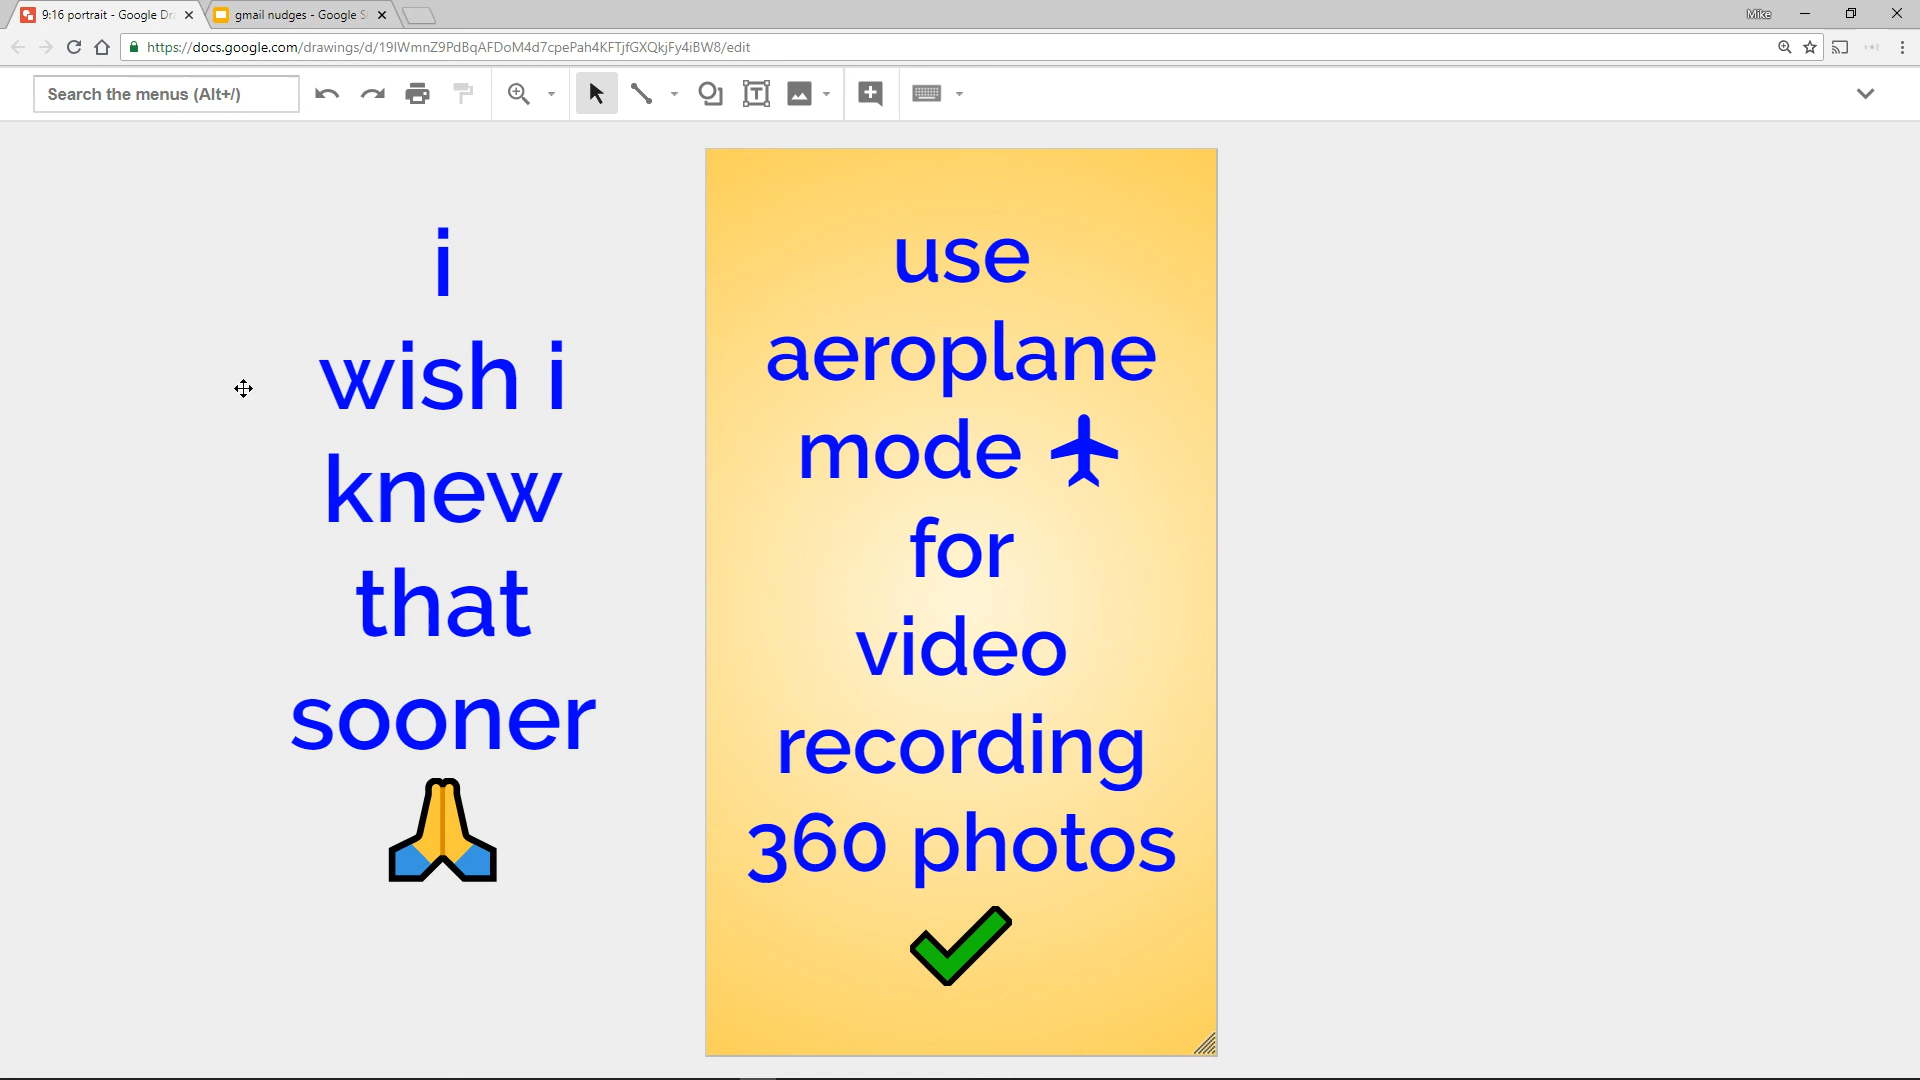 9:16 portrait - Google Dr
gmail nudges - Google S
Mike
https://docs.google.com/drawings/d/19IWmnZ9PdBqAFDoM4d7cpePah4KFTjfGXQkjFy4iBW8/edit
Search the menus (Alt+/)
i
wish i
knew
that
sooner
use
aeroplane
mode
for
video
recording
360 photos